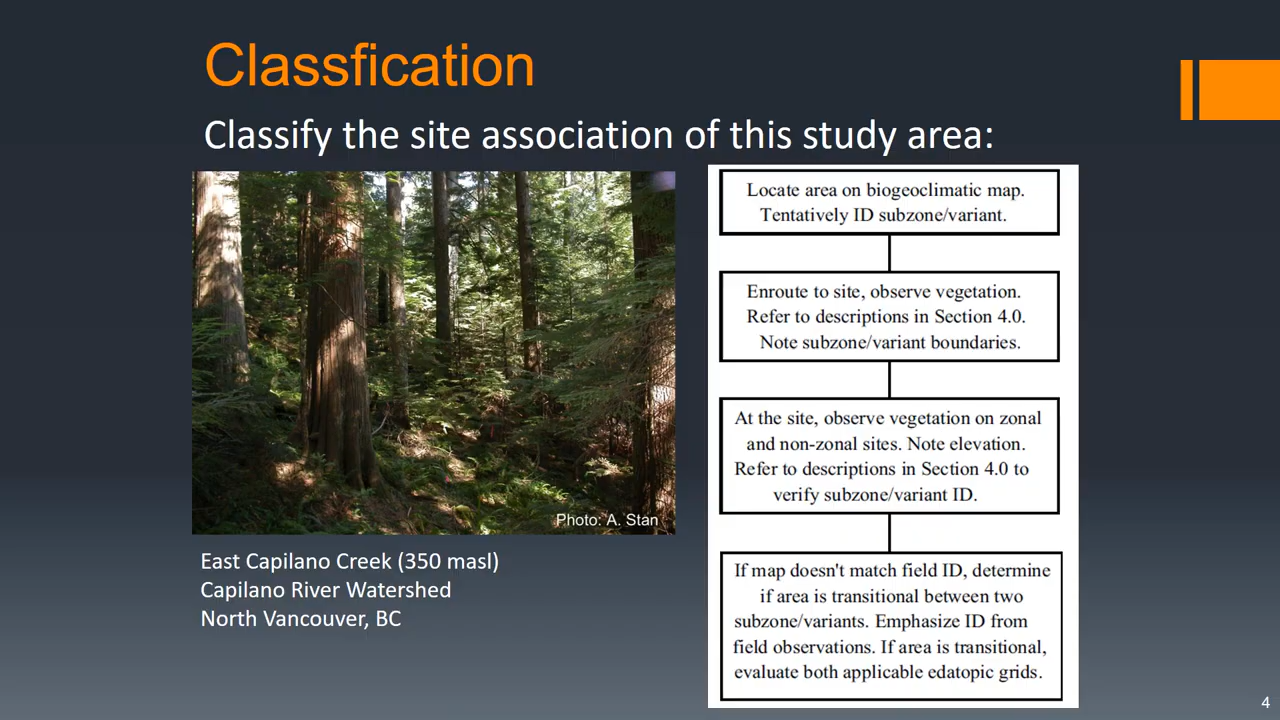 Classfication
Classify the site association of this study area:
Photo: A. Stan
East Capilano Creek (350 masl)
Capilano River Watershed
North Vancouver, BC
Locate area on biogeoclimatic map.
Tentatively ID subzone/variant.
Enroute to site, observe vegetation.
Refer to descriptions in Section 4.0.
Note subzone/variant boundaries.
At the site, observe vegetation on zonal
and non-zonal sites. Note elevation.
Refer to descriptions in Section 4.0 to
verify subzone/variant ID.
If map doesn't match field ID, determine
if area is transitional between two
subzone/variants. Emphasize ID from
field observations. If area is transitional,
evaluate both applicable edatopic grids.
4